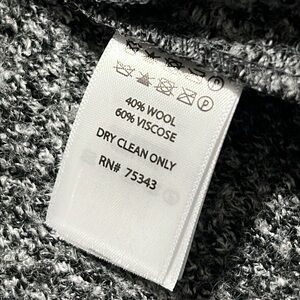 40% WOOL
60% VISCOSE
DRY CLEAN ONLY
RN# 75343